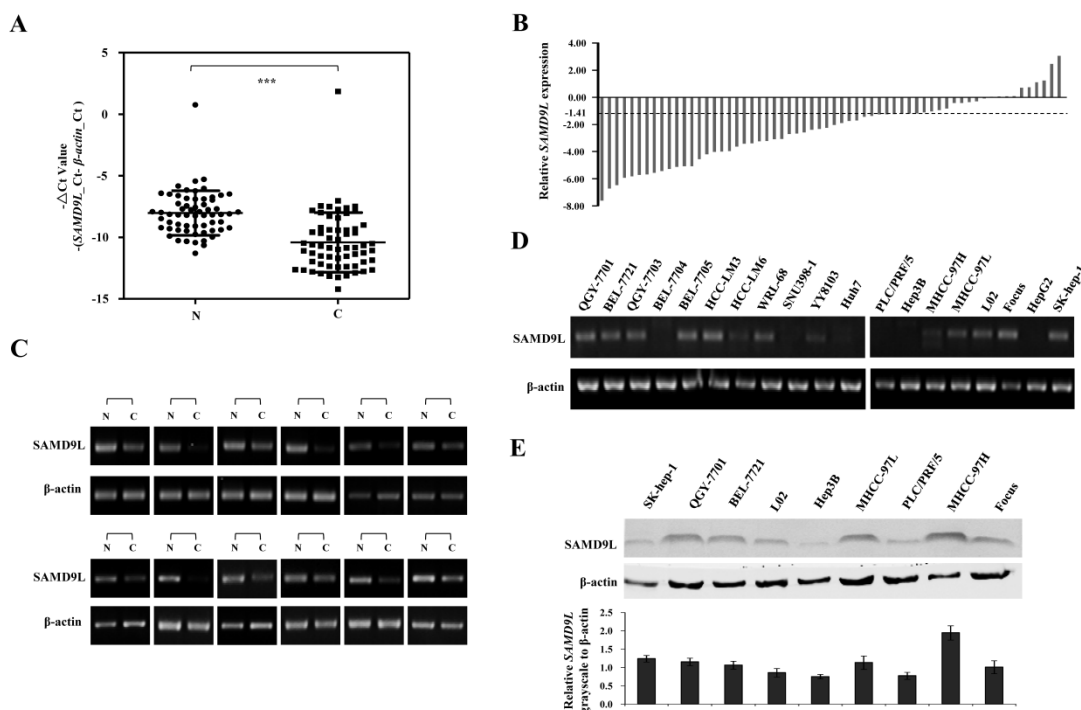 A
5
0
-5
-10
-15
-△Ct Value
-(SAMD9L_Ct- β-actin_Ct)
***
N
C
B
Relative SAMD9L expression
4.00
2.00
0.00
-1.41
-2.00
-4.00
-6.00
-8.00
C
N C N C N C N C N C N C
SAMD9L
β-actin
N C N C N C N C N C N C
SAMD9L
β-actin
D
QGY-7701
BEL-7721
QGY-7703
BEL-7704
BEL-7705
HCC-LM3
HCC-LM6
WRL-68
SNU398-1
YY8103
Huh7
PLC/PRF/5
Hep3B
MHCC-97H
MHCC-97L
L02
Focus
HepG2
SK-hep-1
SAMD9L
β-actin
E
SK-hep-1
QGY-7701
BEL-7721
L02
Hep3B
MHCC-97L
PLC/PRF/5
MHCC-97H
Focus
SAMD9L
β-actin
Relative SAMD9L
grayscale to β-actin
2.5
2.0
1.5
1.0
0.5
0.0